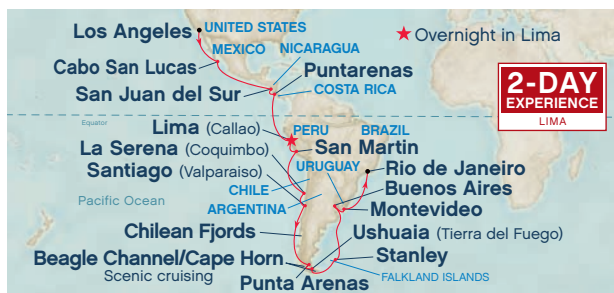 Los Angeles
UNITED STATES
★ Overnight in Lima
MEXICO
NICARAGUA
Cabo San Lucas
Puntarenas
San Juan del Sur
COSTA RICA
2-DAY
EXPERIENCE
LIMA
Equator
Lima (Callao)
PERU
BRAZIL
La Serena (Coquimbo)
San Martin
Santiago (Valparaiso)
URUGUAY
Rio de Janeiro
CHILE
Buenos Aires
Pacific Ocean
ARGENTINA
Montevideo
Chilean Fjords
Ushuaia (Tierra del Fuego)
Beagle Channel/Cape Horn
Scenic cruising
Stanley
Punta Arenas
FALKLAND ISLANDS